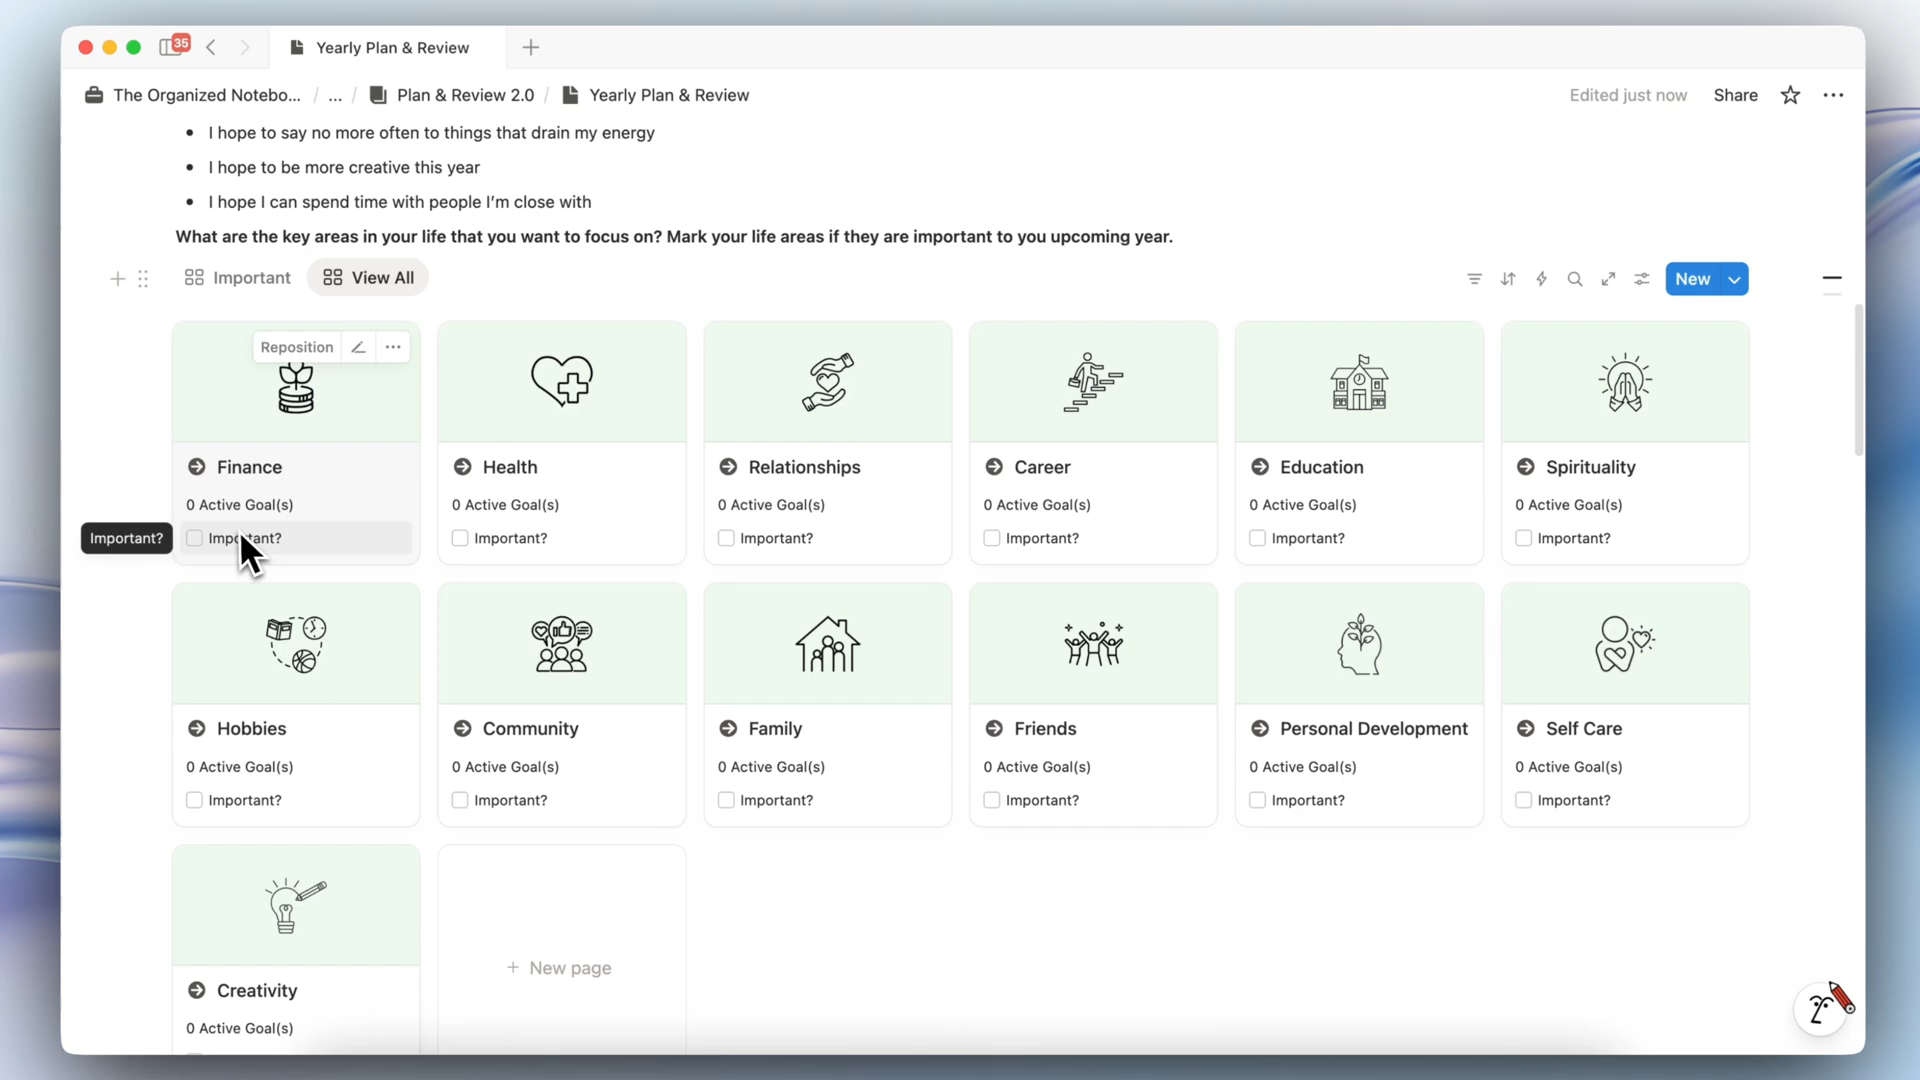 35
Yearly Plan & Review
The Organized Notebo... / ... / Plan & Review 2.0 / Yearly Plan & Review
Edited just now
Share
I hope to say no more often to things that drain my energy
I hope to be more creative this year
I hope I can spend time with people I'm close with
What are the key areas in your life that you want to focus on? Mark your life areas if they are important to you upcoming year.
Important
View All
New
Reposition
Finance
Health
Relationships
Career
Education
Spirituality
0 Active Goal(s)
0 Active Goal(s)
0 Active Goal(s)
0 Active Goal(s)
0 Active Goal(s)
0 Active Goal(s)
Important?
Important?
Important?
Important?
Important?
Important?
Important?
Hobbies
Community
Family
Friends
Personal Development
Self Care
0 Active Goal(s)
0 Active Goal(s)
0 Active Goal(s)
0 Active Goal(s)
0 Active Goal(s)
0 Active Goal(s)
Important?
Important?
Important?
Important?
Important?
Important?
Creativity
+ New page
0 Active Goal(s)